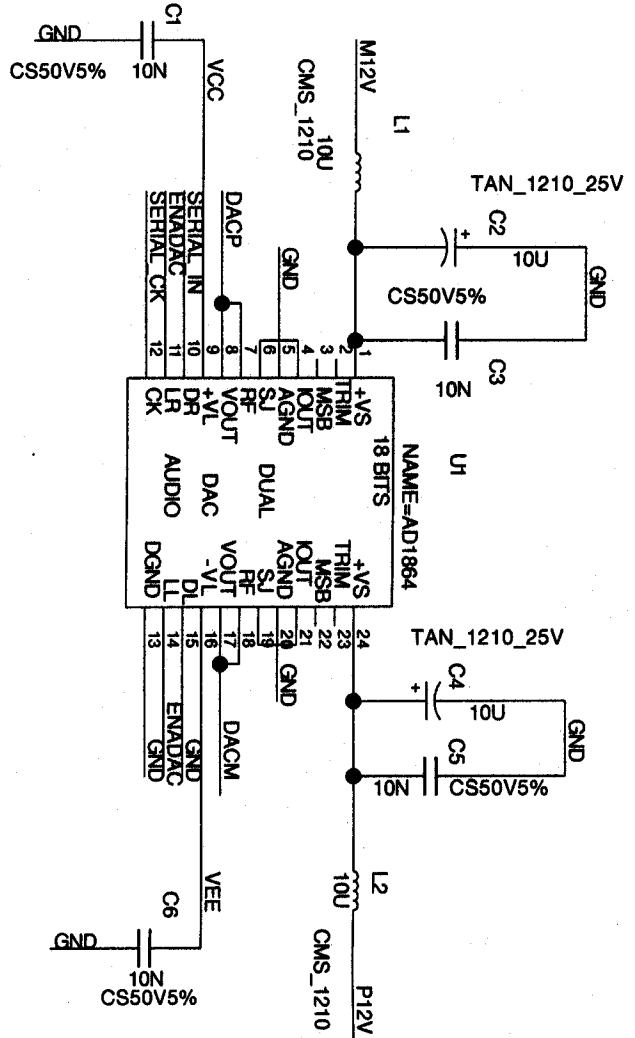 GND
C1
CS50V5%
10N
VCC
M12V
CMS_1210
10U
L1
TAN_1210_25V
C2
10U
GND
CS50V5%
C3
10N
SERIAL_CK
ENADAC
SERIAL_IN
DACP
GND
12
11
10
9
8
7
6
5
4
3
2
1
CK
LR
DR
+VL
VOUT
RF
SJ
AGND
IOUT
MSB
TRIM
+VS
18 BITS
NAME=AD1864
U1
AUDIO
DAC
DUAL
DGND
LL
DL
-VL
VOUT
RF
SJ
AGND
IOUT
MSB
TRIM
+VS
13
14
15
16
17
18
19
20
21
22
23
24
GND
ENADAC
GND
DACM
GND
TAN_1210_25V
C4
10U
GND
C5
10N
CS50V5%
L2
10U
CMS_1210
P12V
VEE
C6
GND
10N
CS50V5%